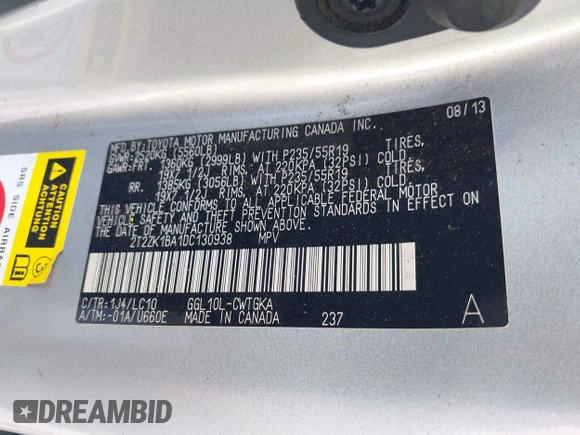 08/13
MFG.BY:TOYOTA MOTOR MANUFACTURING CANADA INC.
GVWR:2520KG (5560LB)
GAWR:FRT. 1360KG (2999LB) WITH P235/55R19 TIRES,
19X7 1/2J RIMS, AT 220KPA (32PSI) COLD.
RR. 1385KG (3056LB) WITH P235/55R19 TIRES,
19X7 1/2J RIMS, AT 220KPA (32PSI) COLD.
THIS VEHICLE CONFORMS TO ALL APPLICABLE FEDERAL MOTOR
VEHICLE SAFETY AND THEFT PREVENTION STANDARDS IN EFFECT ON
THE DATE OF MANUFACTURE SHOWN ABOVE.
2T2ZK1BA1DC130938 MPV
C/TR:1J4/LC10 GGL10L-CWTGKA
A/TM:-01A/U660E MADE IN CANADA 237 A
CAUTION
ATTENTION
ACHTUNG
SRS SIDE AIRBAG
DREAMBID